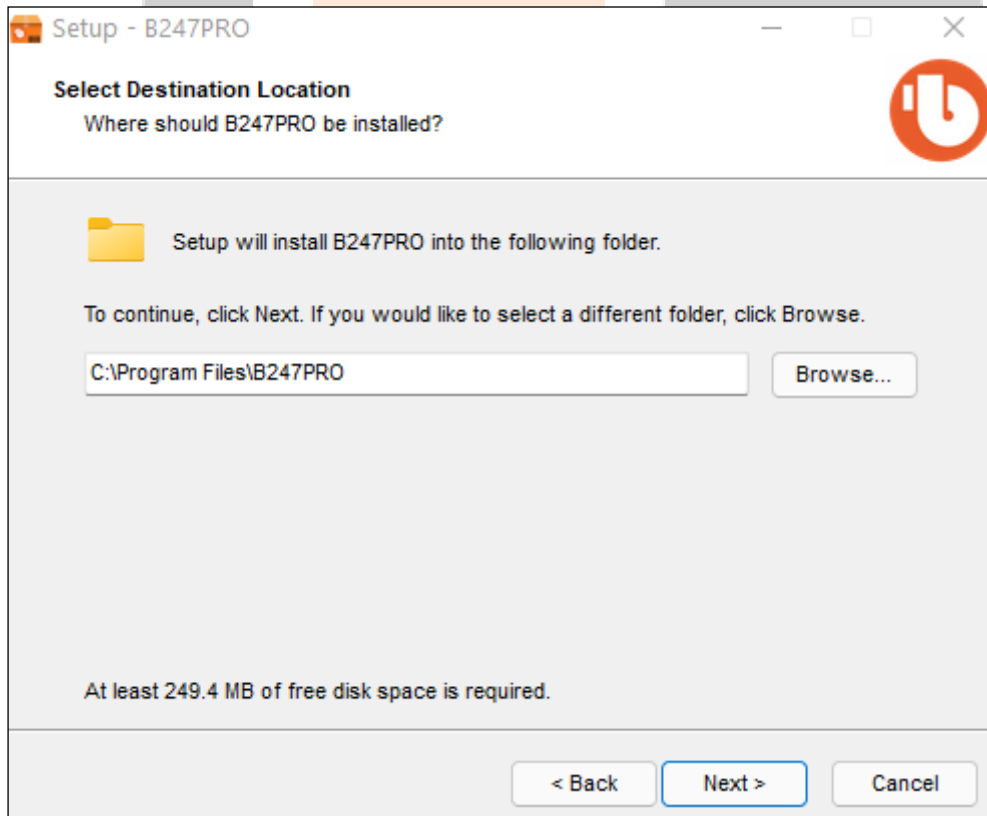 Setup - B247PRO
Select Destination Location
Where should B247PRO be installed?
Setup will install B247PRO into the following folder.
To continue, click Next. If you would like to select a different folder, click Browse.
C:\Program Files\B247PRO
Browse...
At least 249.4 MB of free disk space is required.
< Back
Next >
Cancel